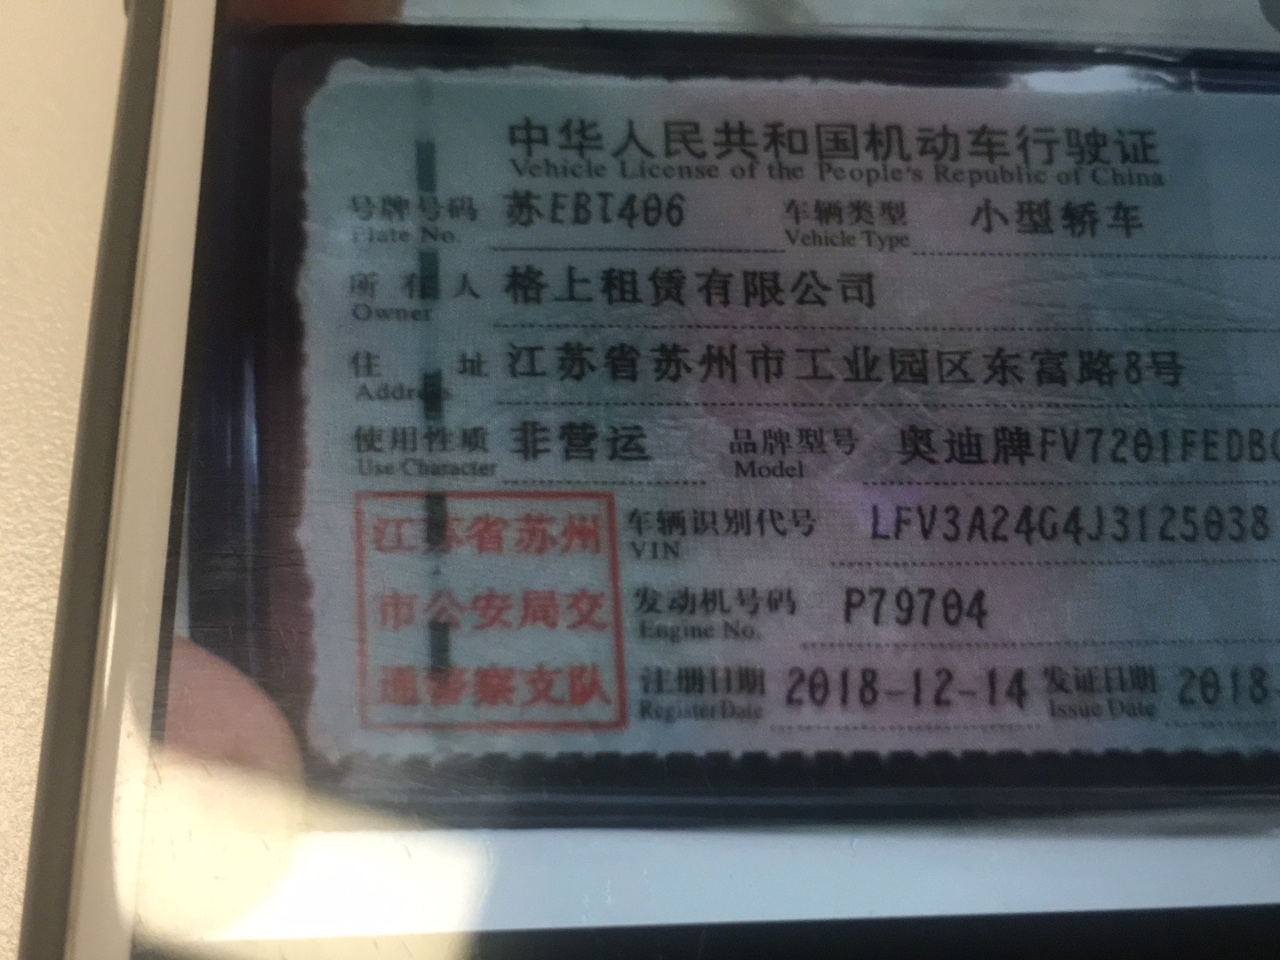 中华人民共和国机动车行驶证
Vehicle License of the People's Republic of China
号牌号码 苏EBT406 车辆类型 小型轿车
Plate No. Vehicle Type
所有人 格上租赁有限公司
Owner
住 址 江苏省苏州市工业园区东富路8号
Address
使用性质 非营运 品牌型号 奥迪牌FV7201FEDB
Use Character Model
江苏省苏州
市公安局交
通警察支队
车辆识别代号 LFV3A24G4J3125038
VIN
发动机号码 P79704
Engine No.
注册日期 2018-12-14 发证日期 2018-
Register Date Issue Date